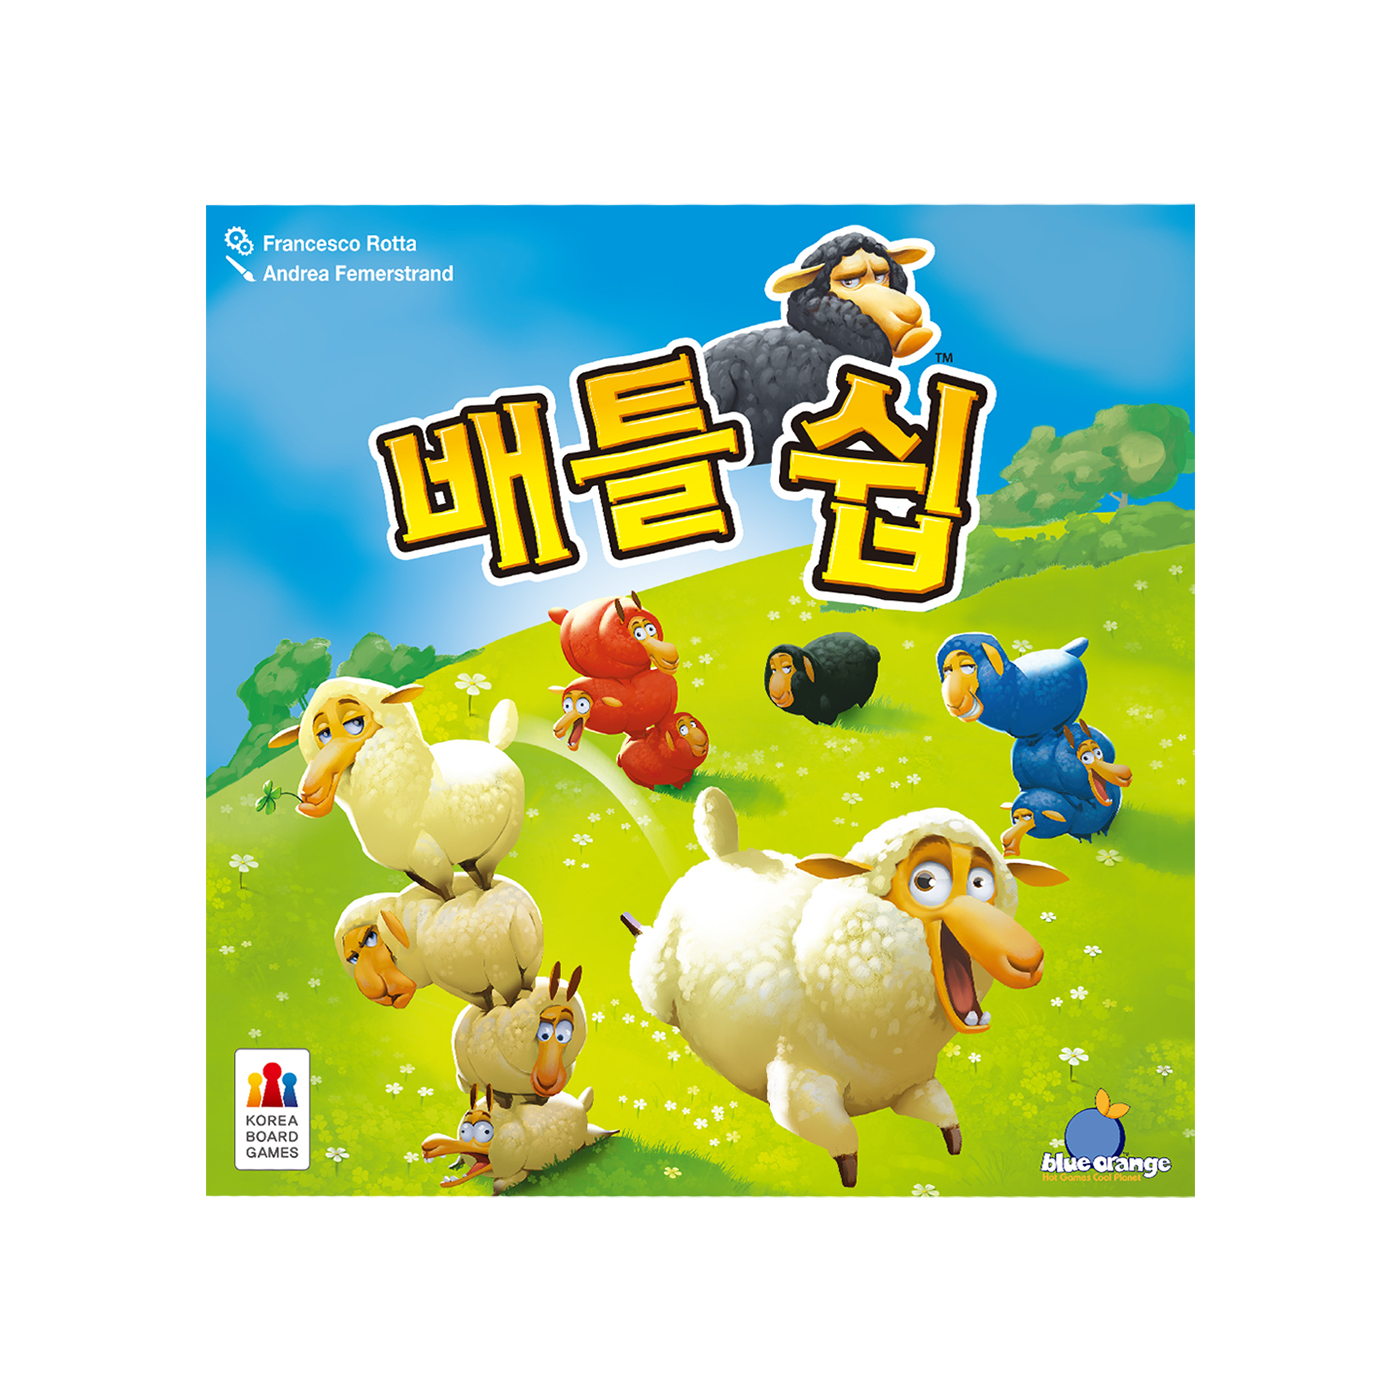 Francesco Rotta
Andrea Femerstrand
배틀 쉽
TM
KOREA
BOARD
GAMES
blue orange
Hot Games Cool Planet